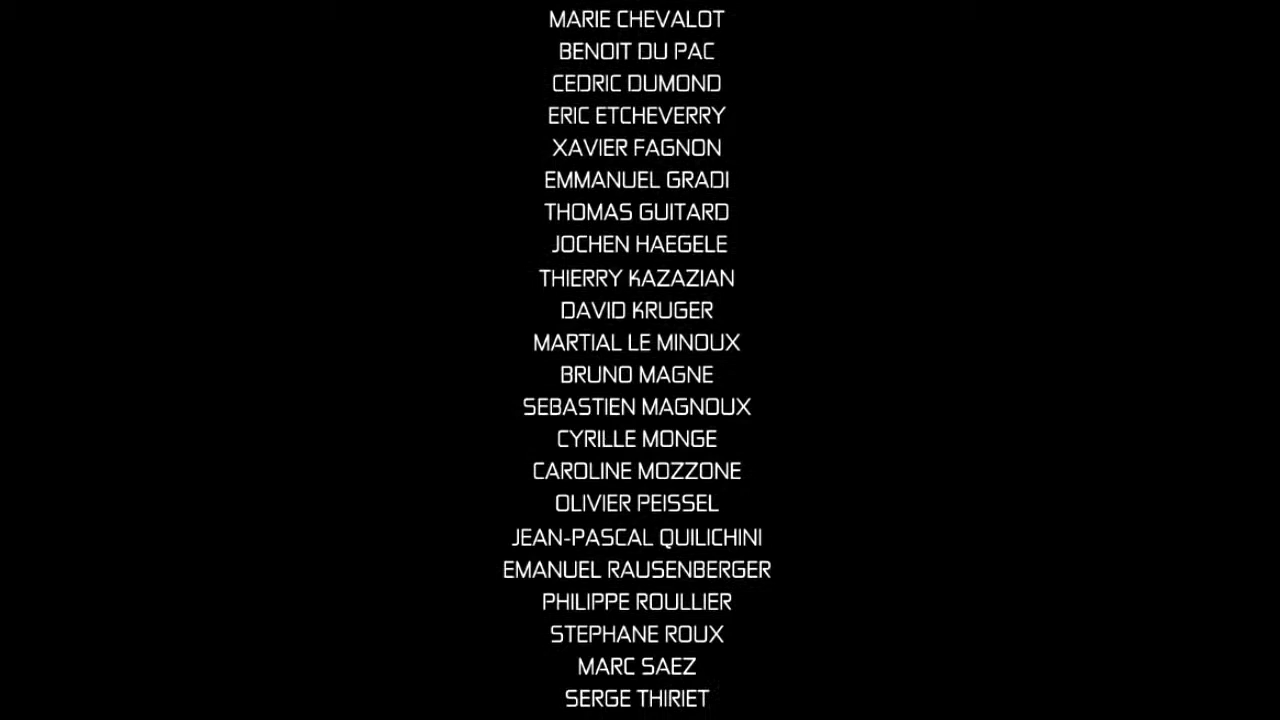 MARIE CHEVALOT
BENOIT DU PAC
CEDRIC DUMOND
ERIC ETCHEVERRY
XAVIER FAGNON
EMMANUEL GRADI
THOMAS GUITARD
JOCHEN HAEGELE
THIERRY KAZAZIAN
DAVID KRUGER
MARTIAL LE MINOUX
BRUNO MAGNE
SEBASTIEN MAGNOUX
CYRILLE MONGE
CAROLINE MOZZONE
OLIVIER PEISSEL
JEAN-PASCAL QUILICHINI
EMANUEL RAUSENBERGER
PHILIPPE ROULLIER
STEPHANE ROUX
MARC SAEZ
SERGE THIRIET